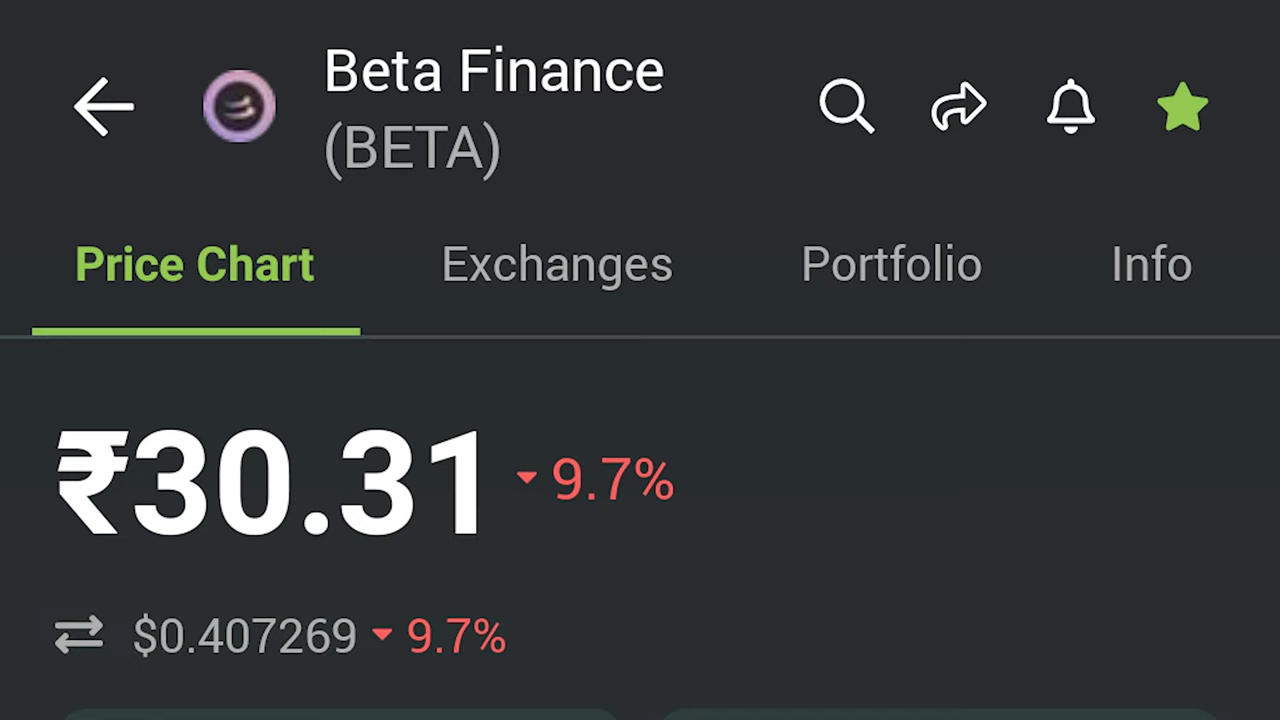 Beta Finance
(BETA)
Price Chart Exchanges Portfolio Info
₹30.31 9.7%
$0.407269 9.7%